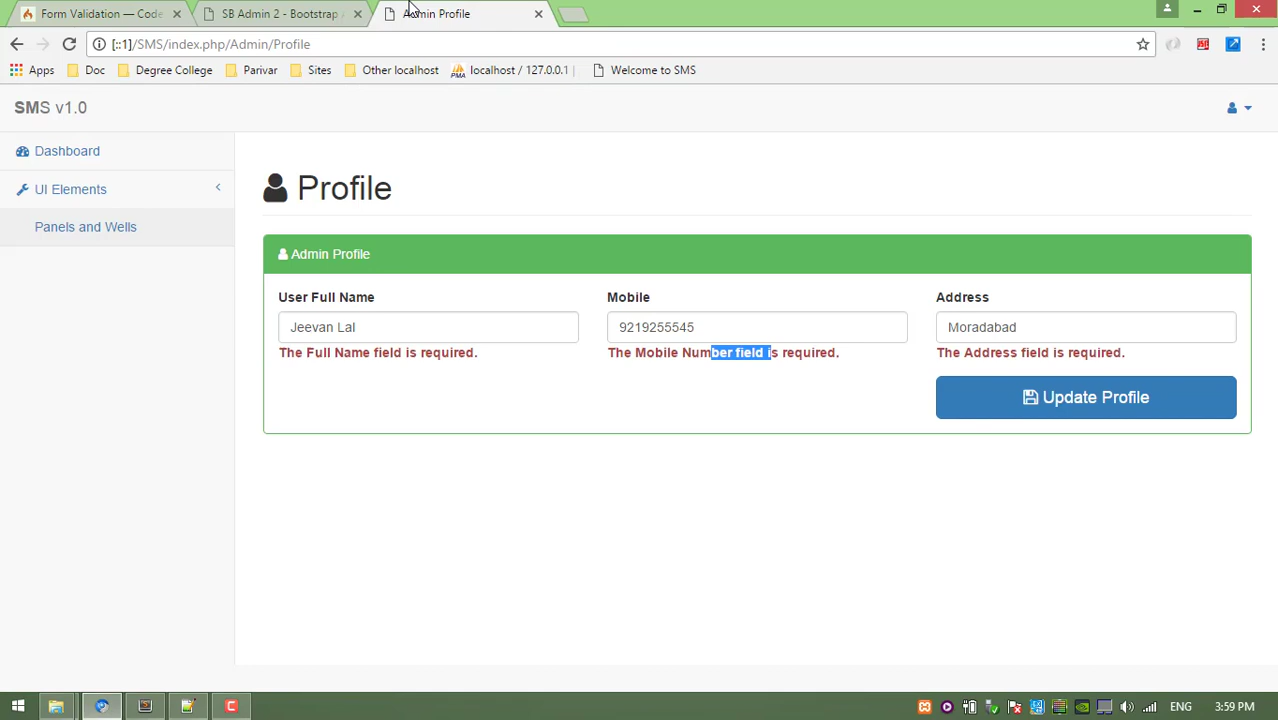 Form Validation — Code
SB Admin 2 - Bootstrap
Admin Profile
[::1]/SMS/index.php/Admin/Profile
Apps
Doc
Degree College
Parivar
Sites
Other localhost
PMA
localhost / 127.0.0.1 |
Welcome to SMS
SMS v1.0
Dashboard
UI Elements
Panels and Wells
Profile
Admin Profile
User Full Name
Mobile
Address
Jeevan Lal
9219255545
Moradabad
The Full Name field is required.
The Mobile Number field is required.
The Address field is required.
Update Profile
ENG
3:59 PM